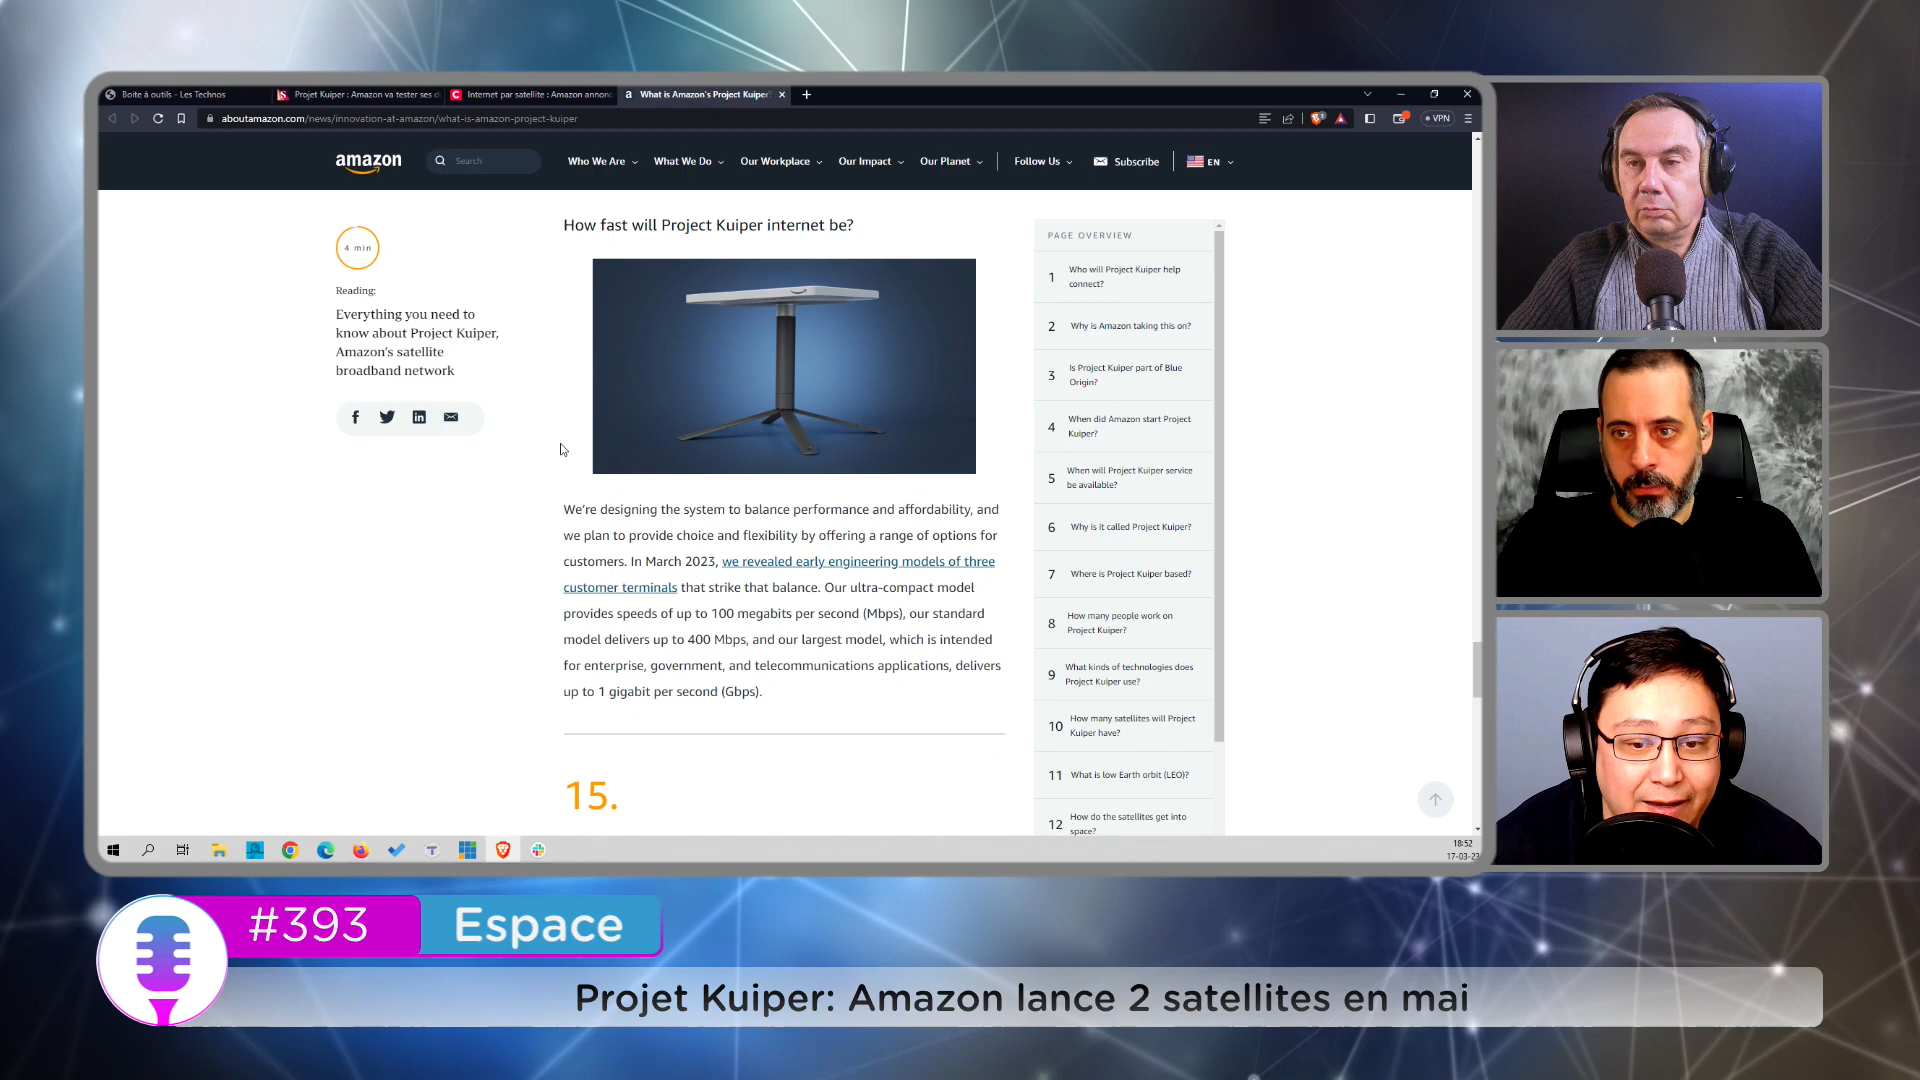 Boite à outils - Les Technos
Projet Kuiper : Amazon va tester ses d
Internet par satellite : Amazon annonc
What is Amazon's Project Kuiper?
aboutamazon.com/news/innovation-at-amazon/what-is-amazon-project-kuiper
VPN
amazon
Search
Who We Are
What We Do
Our Workplace
Our Impact
Our Planet
Follow Us
Subscribe
EN
4 min
Reading:
Everything you need to
know about Project Kuiper,
Amazon's satellite
broadband network
How fast will Project Kuiper internet be?
We're designing the system to balance performance and affordability, and
we plan to provide choice and flexibility by offering a range of options for
customers. In March 2023, we revealed early engineering models of three
customer terminals that strike that balance. Our ultra-compact model
provides speeds of up to 100 megabits per second (Mbps), our standard
model delivers up to 400 Mbps, and our largest model, which is intended
for enterprise, government, and telecommunications applications, delivers
up to 1 gigabit per second (Gbps).
15.
PAGE OVERVIEW
1 Who will Project Kuiper help
connect?
2 Why is Amazon taking this on?
3 Is Project Kuiper part of Blue
Origin?
4 When did Amazon start Project
Kuiper?
5 When will Project Kuiper service
be available?
6 Why is it called Project Kuiper?
7 Where is Project Kuiper based?
8 How many people work on
Project Kuiper?
9 What kinds of technologies does
Project Kuiper use?
10 How many satellites will Project
Kuiper have?
11 What is low Earth orbit (LEO)?
12 How do the satellites get into
space?
18:52
17-03-23
#393
Espace
Projet Kuiper: Amazon lance 2 satellites en mai